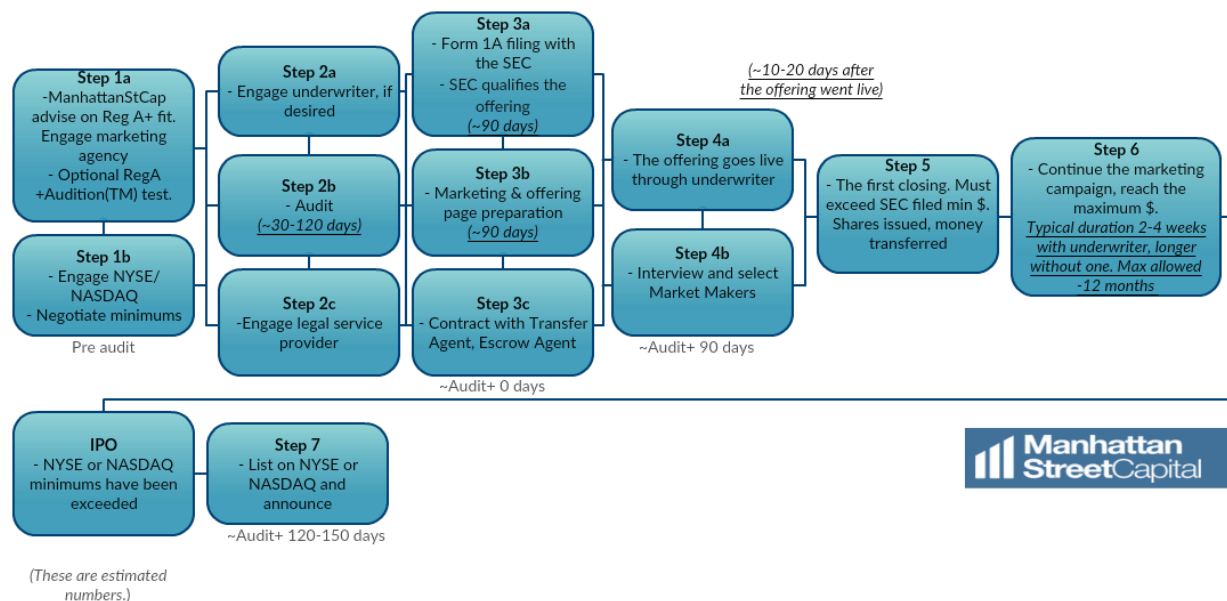 Step 1a
-ManhattanStCap
advise on Reg A+ fit.
Engage marketing
agency
- Optional RegA
+Audition(TM) test.
Step 1b
- Engage NYSE/
NASDAQ
- Negotiate minimums
Pre audit
Step 2a
- Engage underwriter, if
desired
Step 2b
- Audit
(~30-120 days)
Step 2c
-Engage legal service
provider
Step 3a
- Form 1A filing with
the SEC
- SEC qualifies the
offering
(~90 days)
Step 3b
- Marketing & offering
page preparation
(~90 days)
Step 3c
- Contract with Transfer
Agent, Escrow Agent
~Audit+ 0 days
Step 4a
- The offering goes live
through underwriter
Step 4b
- Interview and select
Market Makers
~Audit+ 90 days
(~10-20 days after
the offering went live)
Step 5
- The first closing. Must
exceed SEC filed min $.
Shares issued, money
transferred
Step 6
- Continue the marketing
campaign, reach the
maximum $.
Typical duration 2-4 weeks
with underwriter, longer
without one. Max allowed
-12 months
IPO
- NYSE or NASDAQ
minimums have been
exceeded
Step 7
- List on NYSE or
NASDAQ and
announce
~Audit+ 120-150 days
Manhattan
StreetCapital
(These are estimated
numbers.)